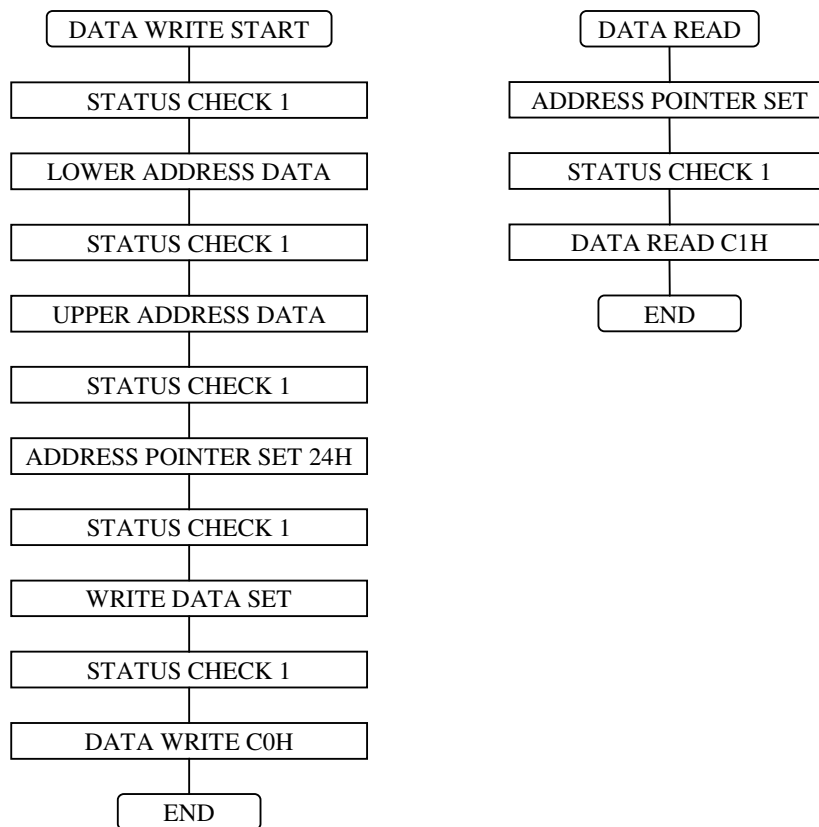 DATA WRITE START
STATUS CHECK 1
LOWER ADDRESS DATA
STATUS CHECK 1
UPPER ADDRESS DATA
STATUS CHECK 1
ADDRESS POINTER SET 24H
STATUS CHECK 1
WRITE DATA SET
STATUS CHECK 1
DATA WRITE C0H
END
DATA READ
ADDRESS POINTER SET
STATUS CHECK 1
DATA READ C1H
END